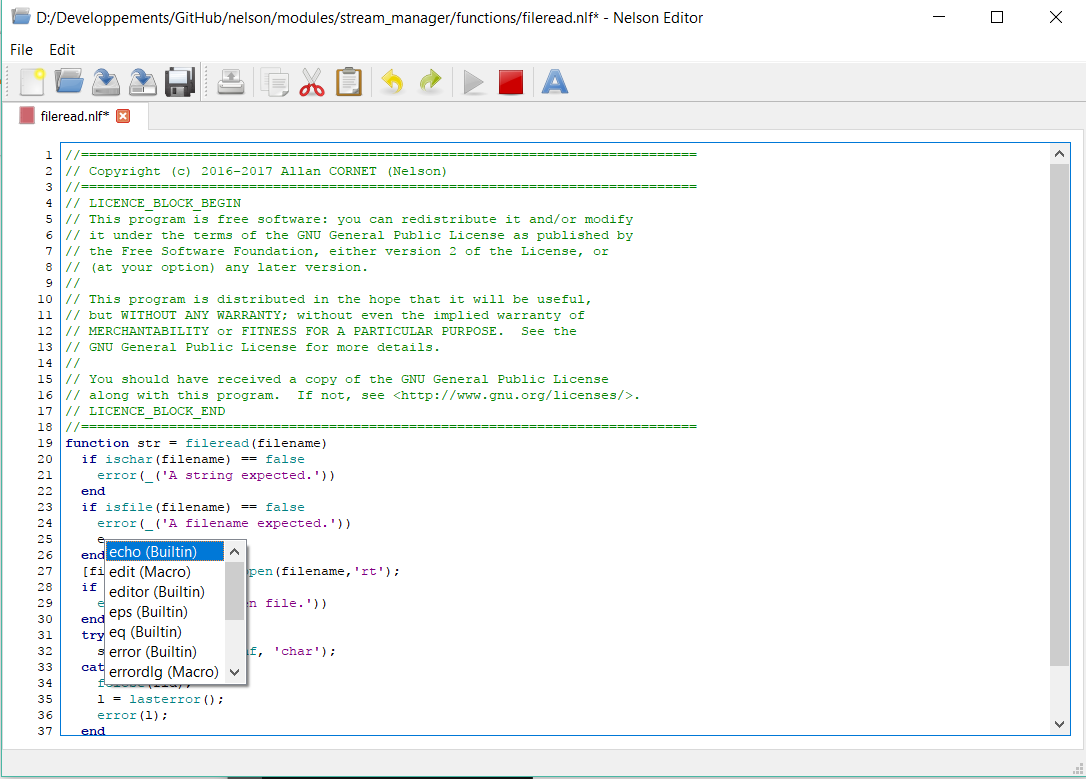 D:/Developpements/GitHub/nelson/modules/stream_manager/functions/fileread.nlf* - Nelson Editor
File Edit
fileread.nlf*
1 //=============================================================================
2 // Copyright (c) 2016-2017 Allan CORNET (Nelson)
3 //=============================================================================
4 // LICENCE_BLOCK_BEGIN
5 // This program is free software: you can redistribute it and/or modify
6 // it under the terms of the GNU General Public License as published by
7 // the Free Software Foundation, either version 2 of the License, or
8 // (at your option) any later version.
9 //
10 // This program is distributed in the hope that it will be useful,
11 // but WITHOUT ANY WARRANTY; without even the implied warranty of
12 // MERCHANTABILITY or FITNESS FOR A PARTICULAR PURPOSE.  See the
13 // GNU General Public License for more details.
14 //
15 // You should have received a copy of the GNU General Public License
16 // along with this program.  If not, see <http://www.gnu.org/licenses/>.
17 // LICENCE_BLOCK_END
18 //=============================================================================
19 function str = fileread(filename)
20   if ischar(filename) == false
21     error(_('A string expected.'))
22   end
23   if isfile(filename) == false
24     error(_('A filename expected.'))
25     e
26   end
27   [fi pen(filename,'rt');
28   if
29     e n file.'))
30   end
31   try
32     s f, 'char');
33   cat
34
35     l = lasterror();
36     error(l);
37   end
echo (Builtin)
edit (Macro)
editor (Builtin)
eps (Builtin)
eq (Builtin)
error (Builtin)
errordlg (Macro)